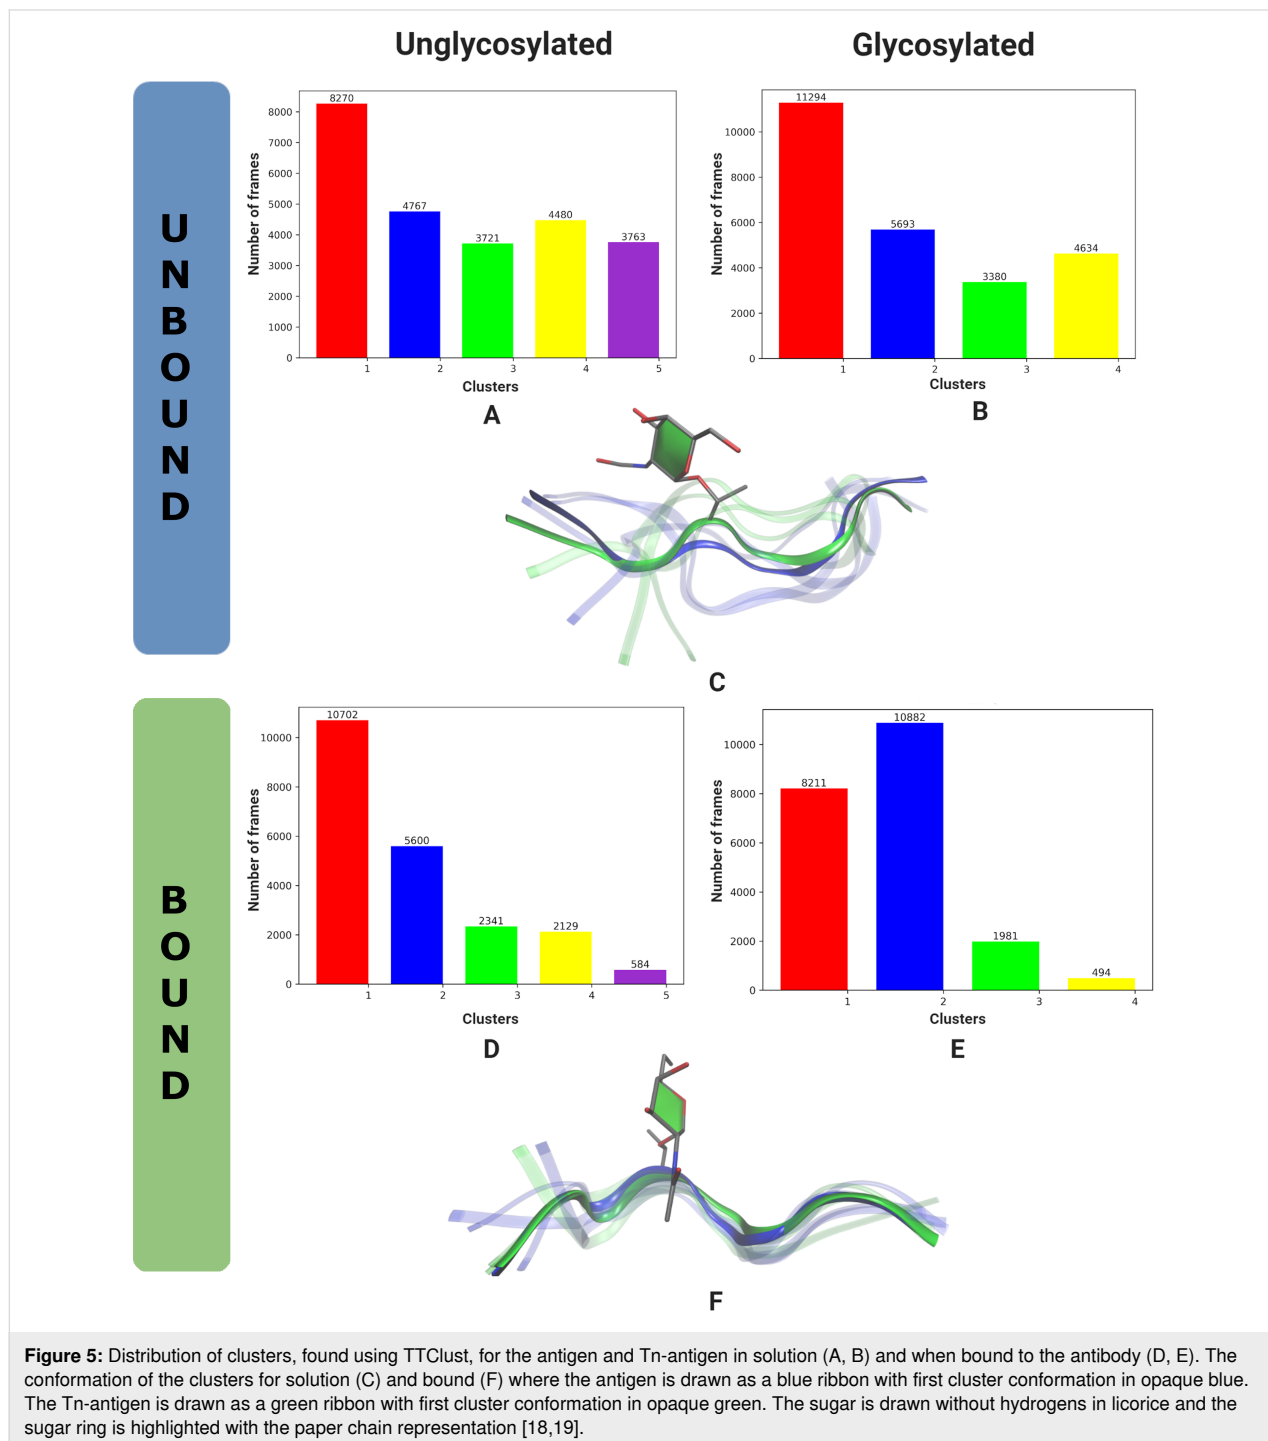 Unglycosylated
Glycosylated
U
N
B
O
U
N
D
8270
4767
3721
4480
3763
8000
7000
6000
5000
4000
3000
2000
1000
0
Number of frames
1 2 3 4 5
Clusters
A
11294
5693
3380
4634
10000
8000
6000
4000
2000
0
Number of frames
1 2 3 4
Clusters
B
C
B
O
U
N
D
10702
5600
2341
2129
584
10000
8000
6000
4000
2000
0
Number of frames
1 2 3 4 5
Clusters
D
8211
10882
1981
494
10000
8000
6000
4000
2000
0
Number of frames
1 2 3 4
Clusters
E
F
Figure 5: Distribution of clusters, found using TTClust, for the antigen and Tn-antigen in solution (A, B) and when bound to the antibody (D, E). The
conformation of the clusters for solution (C) and bound (F) where the antigen is drawn as a blue ribbon with first cluster conformation in opaque blue.
The Tn-antigen is drawn as a green ribbon with first cluster conformation in opaque green. The sugar is drawn without hydrogens in licorice and the
sugar ring is highlighted with the paper chain representation [18,19].